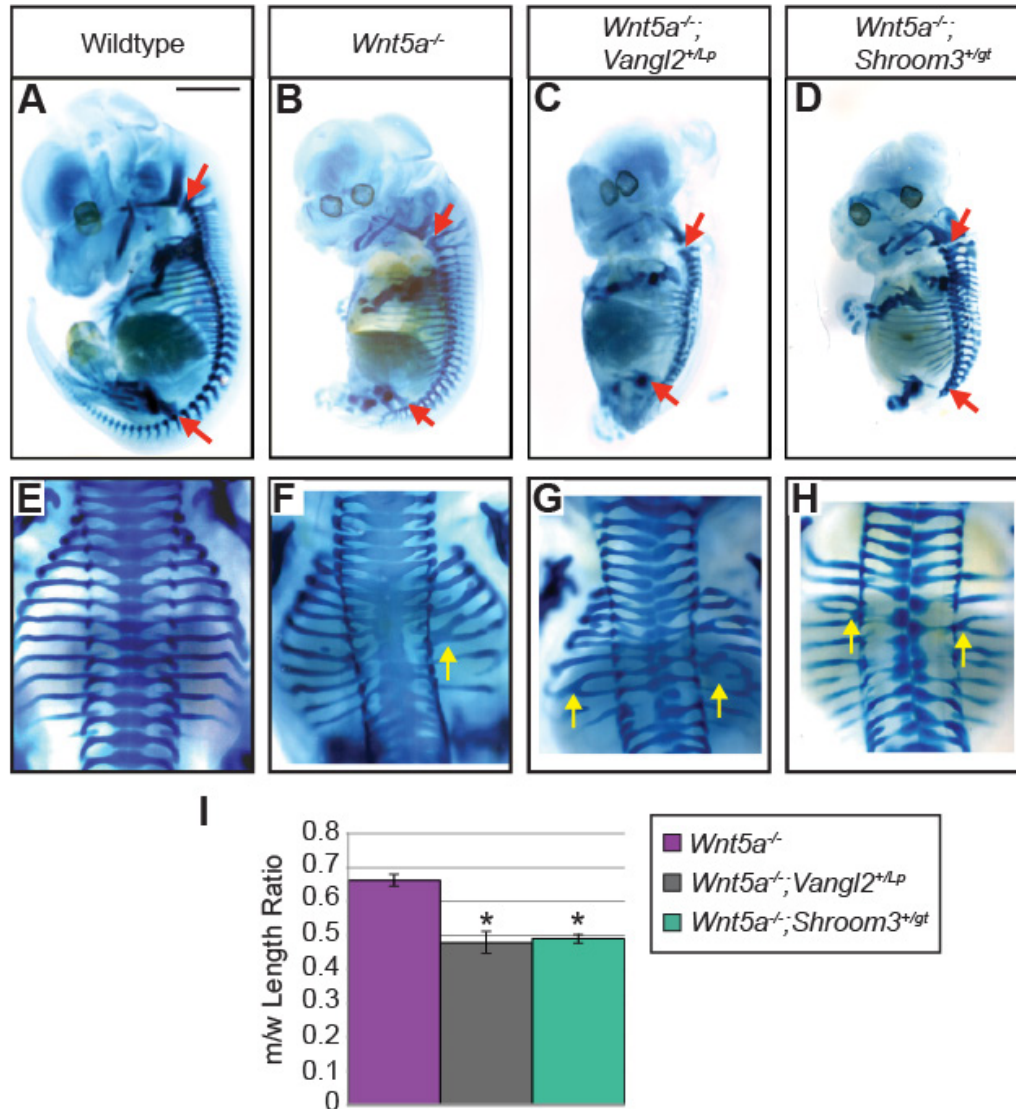 Wildtype
Wnt5a-/-
Wnt5a-/-;
Vangl2+/Lp
Wnt5a-/-;
Shroom3+/gt
A
B
C
D
E
F
G
H
I
0.8
0.7
0.6
0.5
0.4
0.3
0.2
0.1
0
m/w Length Ratio
*
*
Wnt5a-/-
Wnt5a-/-;Vangl2+/Lp
Wnt5a-/-;Shroom3+/gt